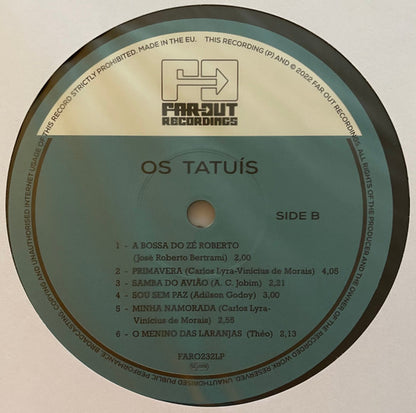 MADE IN THE EU. THIS RECORDING (P) AND © 2022 FAR OUT RECORDINGS. ALL RIGHTS OF THE PRODUCER AND THE OWNER OF THE RECORDED WORK RESERVED. UNAUTHORISED PUBLIC PERFORMANCE, BROADCASTING, COPYING AND UNAUTHORISED INTERNET USAGE OF THIS RECORD STRICTLY PROHIBITED.
FAR OUT
RECORDINGS
OS TATUÍS
SIDE B
1 - A BOSSA DO ZÉ ROBERTO
(José Roberto Bertrami) 2,00
2 - PRIMAVERA (Carlos Lyra-Vinícius de Morais) 4,05
3 - SAMBA DO AVIÃO (A. C. Jobim) 2,21
4 - SOU SEM PAZ (Adilson Godoy) 3,00
5 - MINHA NAMORADA (Carlos Lyra-
Vinícius de Morais) 2,55
6 - O MENINO DAS LARANJAS (Théo) 2,13
FARO232LP